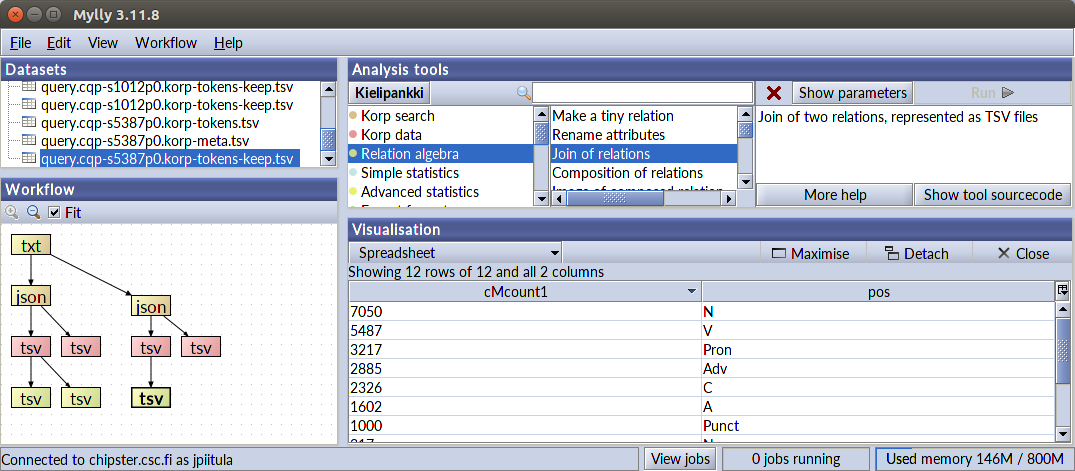 Mylly 3.11.8
File Edit View Workflow Help
Datasets
query.cqp-s1012p0.korp-tokens-keep.tsv
query.cqp-s1012p0.korp-tokens-keep.tsv
query.cqp-s5387p0.korp-tokens.tsv
query.cqp-s5387p0.korp-meta.tsv
query.cqp-s5387p0.korp-tokens-keep.tsv
Workflow
Fit
txt
json
json
tsv tsv tsv tsv
tsv tsv tsv
Analysis tools
Kielipankki
Show parameters
Run
Korp search
Korp data
Relation algebra
Simple statistics
Advanced statistics
Make a tiny relation
Rename attributes
Join of relations
Composition of relations
Image of composed relation
Join of two relations, represented as TSV files
More help
Show tool sourcecode
Visualisation
Spreadsheet
Maximise
Detach
Close
Showing 12 rows of 12 and all 2 columns
cMcount1 pos
7050 N
5487 V
3217 Pron
2885 Adv
2326 C
1602 A
1000 Punct
Connected to chipster.csc.fi as jpiitula
View jobs
0 jobs running
Used memory 146M / 800M